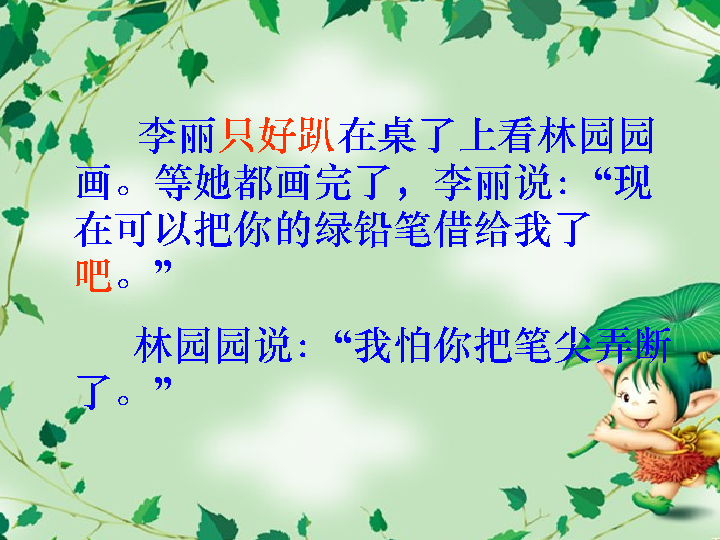 李丽只好趴在桌了上看林园园
画。等她都画完了，李丽说：“现
在可以把你的绿铅笔借给我了
吧。”
林园园说：“我怕你把笔尖弄断
了。”